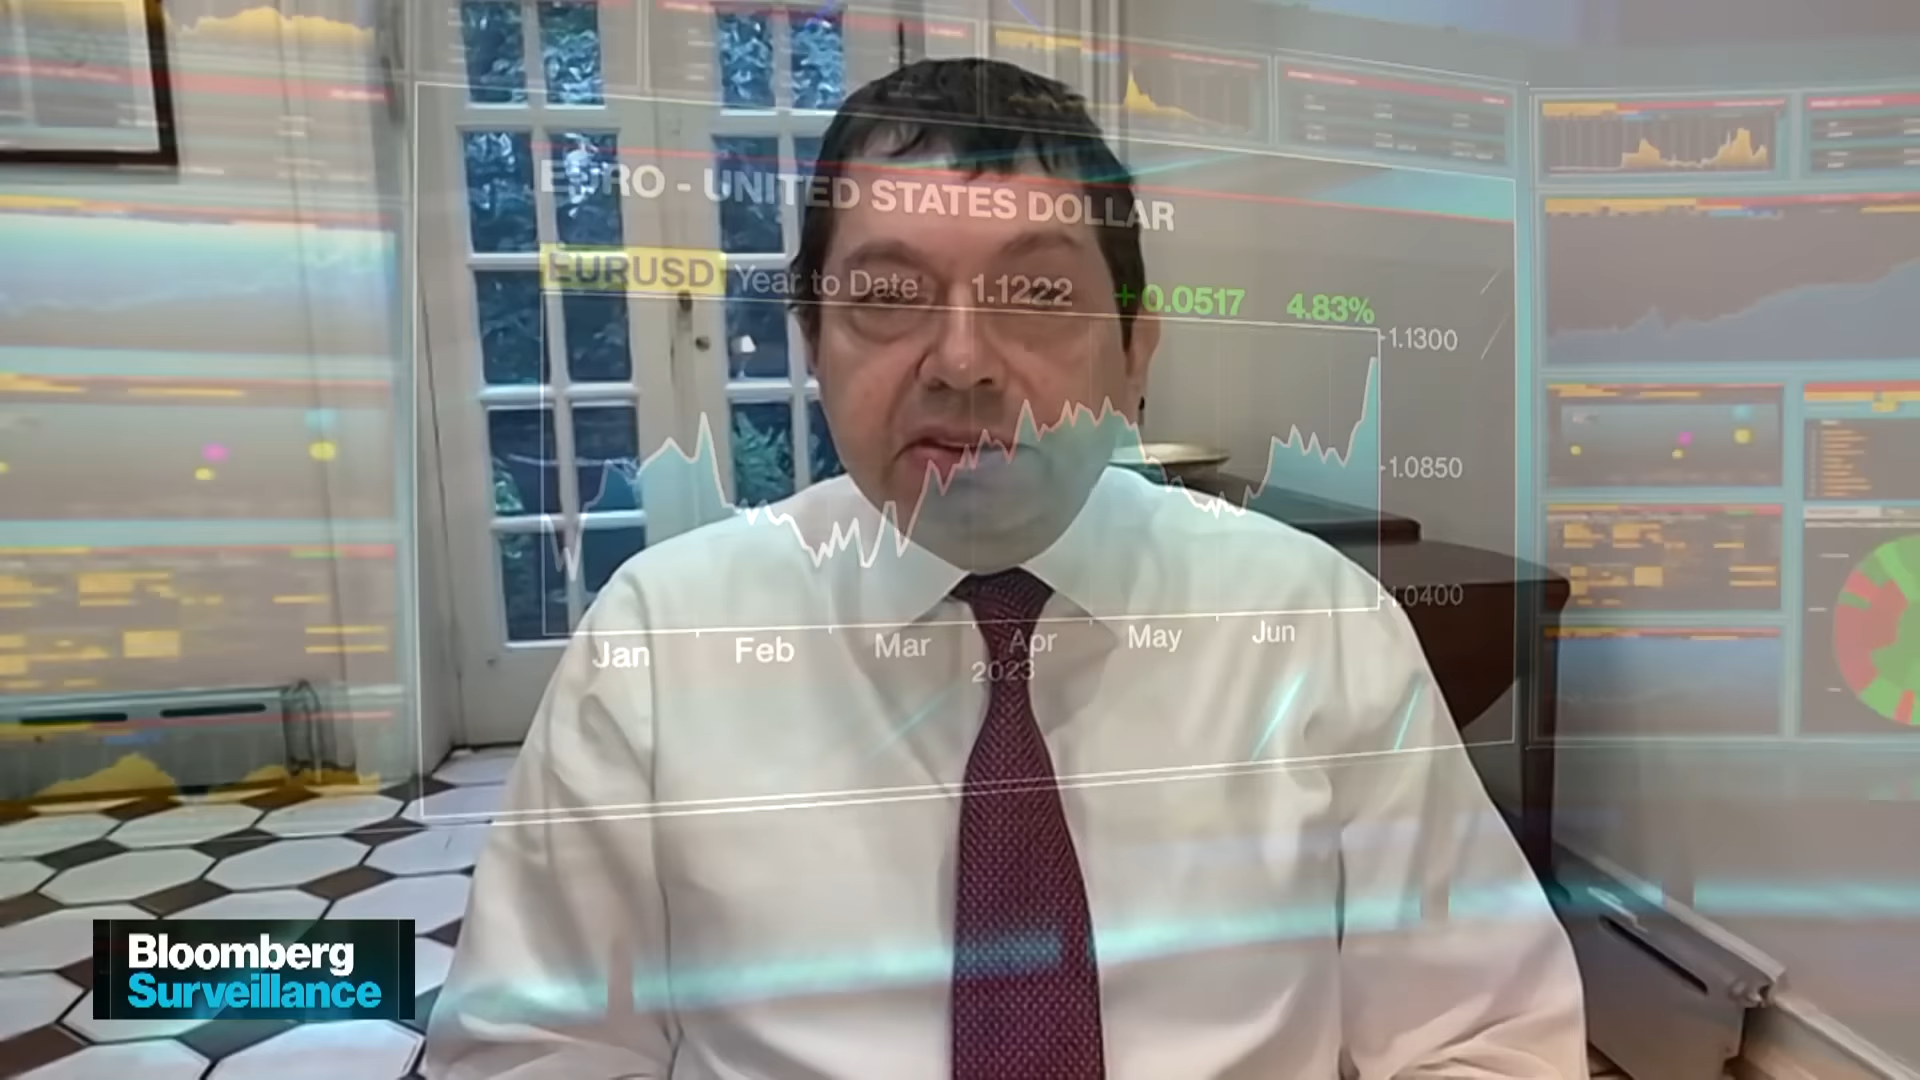 EURO - UNITED STATES DOLLAR
EURUSD Year to Date 1.1222 +0.0517 4.83%
1.1300
1.0850
1.0400
Jan Feb Mar Apr May Jun
2023
Bloomberg
Surveillance